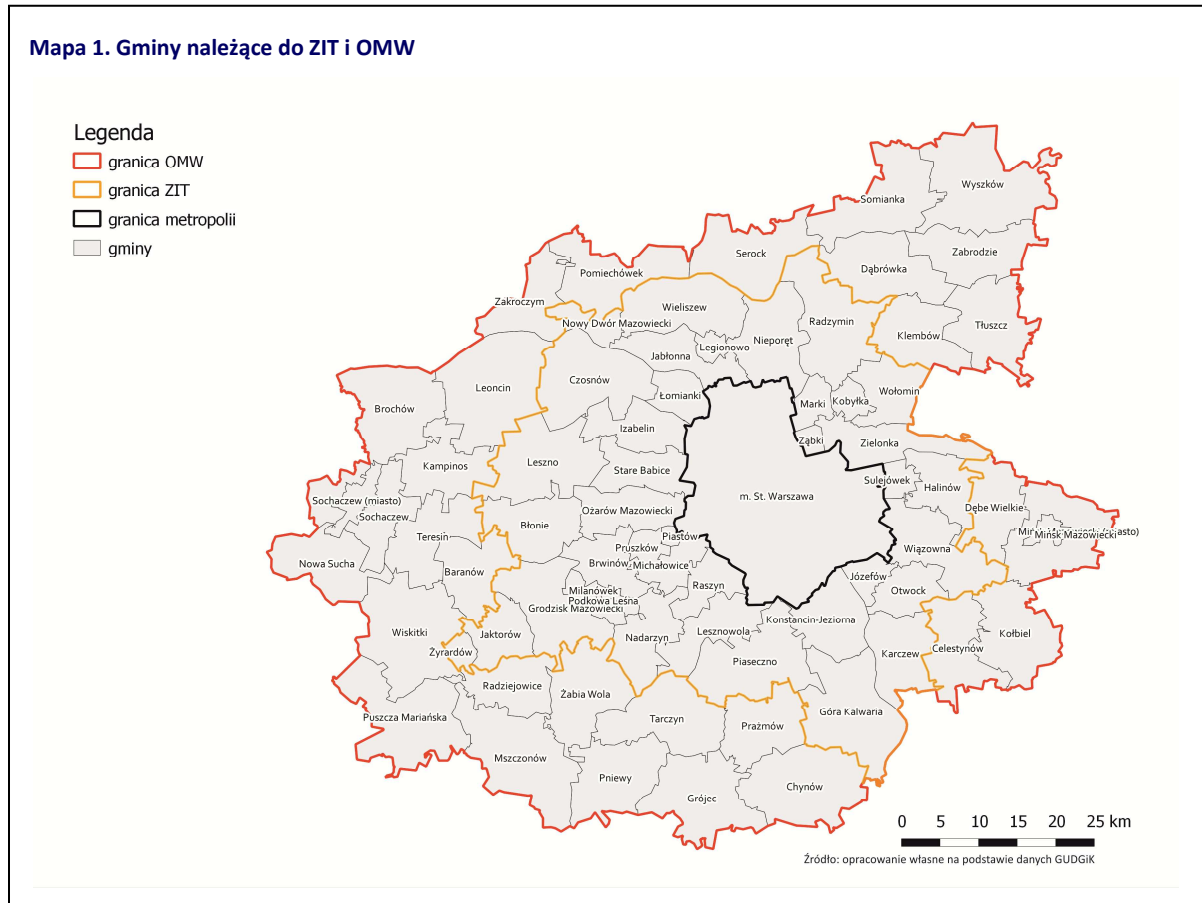 Mapa 1. Gminy należące do ZIT i OMW
Legenda
granica OMW
granica ZIT
granica metropolii
gminy
Wyszków
Somianka
Serock
Zabrodzie
Pomiechówek
Dąbrówka
Zakroczym
Wieliszew
Nowy Dwór Mazowiecki
Radzymin
Tłuszcz
Klembów
Legionowo
Nieporęt
Jabłonna
Czosnów
Leoncin
Wołomin
Łomianki
Marki
Kobyłka
Brochów
Izabelin
Ząbki
Zielonka
Leszno
Kampinos
Stare Babice
Sulejówek
Halinów
m. St. Warszawa
Sochaczew (miasto)
Dębe Wielkie
Ożarów Mazowiecki
Sochaczew
Błonie
Mińsk Mazowiecki (miasto)
Mińsk Mazowiecki
Teresin
Piastów
Pruszków
Wiązowna
Nowa Sucha
Brwinów
Michałowice
Baranów
Józefów
Raszyn
Milanówek
Otwock
Podkowa Leśna
Grodzisk Mazowiecki
Konstancin-Jeziorna
Wiskitki
Jaktorów
Lesznowola
Kołbiel
Nadarzyn
Żyrardów
Karczew
Celestynów
Piaseczno
Radziejowice
Żabia Wola
Góra Kalwaria
Puszcza Mariańska
Tarczyn
Prażmów
Mszczonów
Pniewy
Chynów
Grójec
0 5 10 15 20 25 km
Źródło: opracowanie własne na podstawie danych GUDGiK